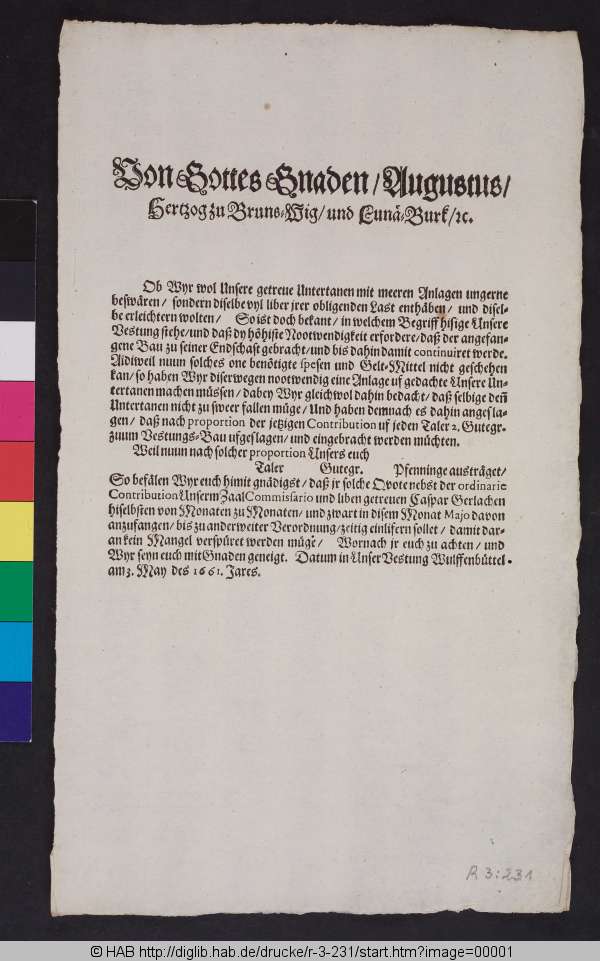 Von Gottes Gnaden / Augustus /
Hertzog zu Bruns-Wig / und Lunä-Burk / ꝛc.
Ob Wyr wol Unsere getreue Untertanen mit meeren Anlagen ungerne
beswären / sondern diselbe vyl liber jrer obligenden Last enthäben / und disel-
be erleichtern wolten / So ist doch bekant / in welchem Begriff hisige Unsere
Vestung stehe / und daß dy höhiste Nootwendigkeit erfordere / daß der angefan-
gene Bau zu seiner Endschaft gebracht / und bis dahin damit continuiret werde.
Aidiweil nuun solches one benötigte spesen und Gelt-Mittel nicht geschehen
kan / so haben Wyr diserwegen nootwendig eine Anlage uf gedachte Unsere Un-
tertanen machen müssen / dabey Wyr gleichwol dahin bedacht / daß selbige deñ
Untertanen nicht zu sweer fallen müge / Und haben demnach es dahin angesla-
gen / daß nach proportion der jetzigen Contribution uf jeden Taler 2. Gutegr.
zuum Vestungs-Bau ufgeslagen / und eingebracht werden müchten.
Weil nuun nach solcher proportion Unsers euch
Taler Gutegr. Pfenninge austräget /
So befälen Wyr euch himit gnädigst / daß jr solche Qvote nebst der ordinarie
Contribution Unserm ZaalCommissario und liben getreuen Caspar Gerlachen
hiselbsten von Monaten zu Monaten / und zwart in disem Monat Majo davon
anzufangen / bis zu anderweiter Verordnung / zeitig einlifern sollet / damit dar-
an kein Mangel verspüret werden müge / Wornach jr euch zu achten / und
Wyr seyn euch mit Gnaden geneigt. Datum in Unser Vestung Wulffenbüttel
am 3. May des 1661. Jares.
R 3:231
© HAB http://diglib.hab.de/drucke/r-3-231/start.htm?image=00001